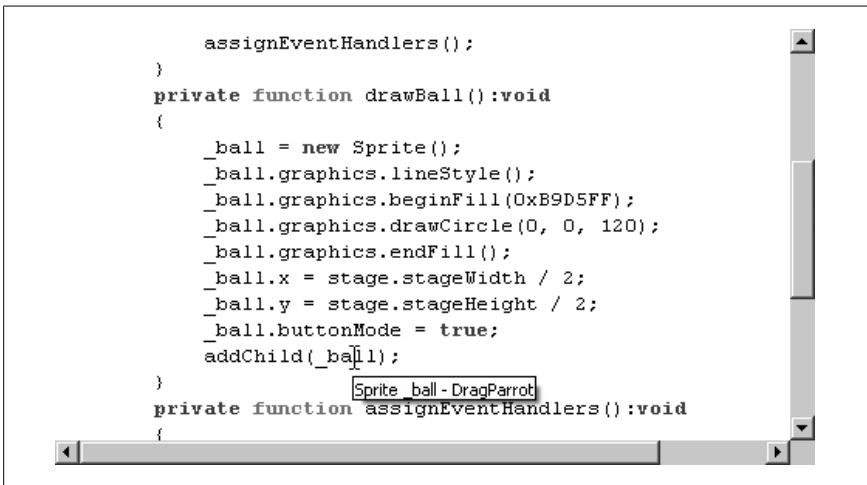 assignEventHandlers();
}
private function drawBall():void
{
_ball = new Sprite();
_ball.graphics.lineStyle();
_ball.graphics.beginFill(0xB9D5FF);
_ball.graphics.drawCircle(0, 0, 120);
_ball.graphics.endFill();
_ball.x = stage.stageWidth / 2;
_ball.y = stage.stageHeight / 2;
_ball.buttonMode = true;
addChild(_ball);
}
Sprite _ball - DragParrot
private function assignEventHandlers():void
{